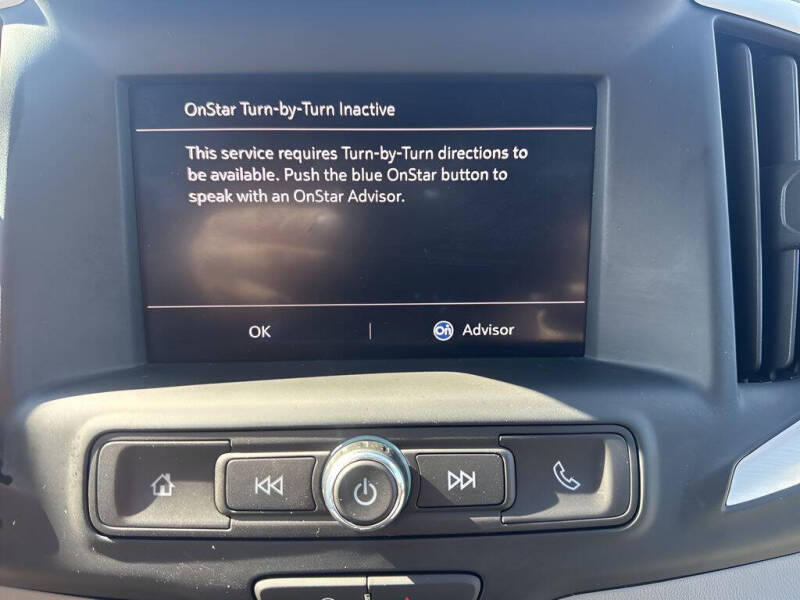 OnStar Turn-by-Turn Inactive
This service requires Turn-by-Turn directions to
be available. Push the blue OnStar button to
speak with an OnStar Advisor.
OK | On Advisor